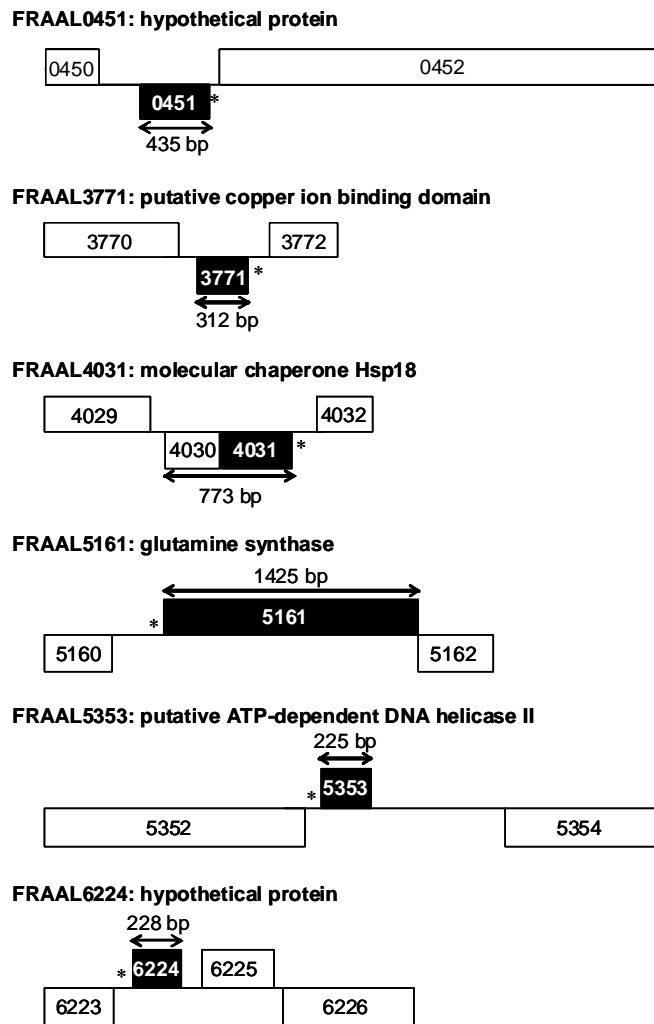 FRAAL0451: hypothetical protein
0450 0452
0451 *
435 bp
FRAAL3771: putative copper ion binding domain
3770 3772
3771 *
312 bp
FRAAL4031: molecular chaperone Hsp18
4029 4032
4030 4031 *
773 bp
FRAAL5161: glutamine synthase
1425 bp
* 5161
5160 5162
FRAAL5353: putative ATP-dependent DNA helicase II
225 bp
* 5353
5352 5354
FRAAL6224: hypothetical protein
228 bp
* 6224 6225
6223 6226